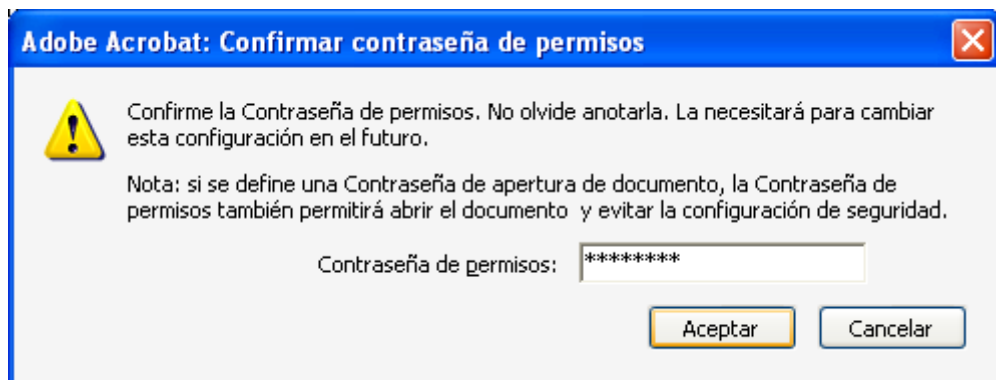 Adobe Acrobat: Confirmar contraseña de permisos
Confirme la Contraseña de permisos. No olvide anotarla. La necesitará para cambiar
esta configuración en el futuro.
Nota: si se define una Contraseña de apertura de documento, la Contraseña de
permisos también permitirá abrir el documento  y evitar la configuración de seguridad.
Contraseña de permisos: ********
Aceptar Cancelar